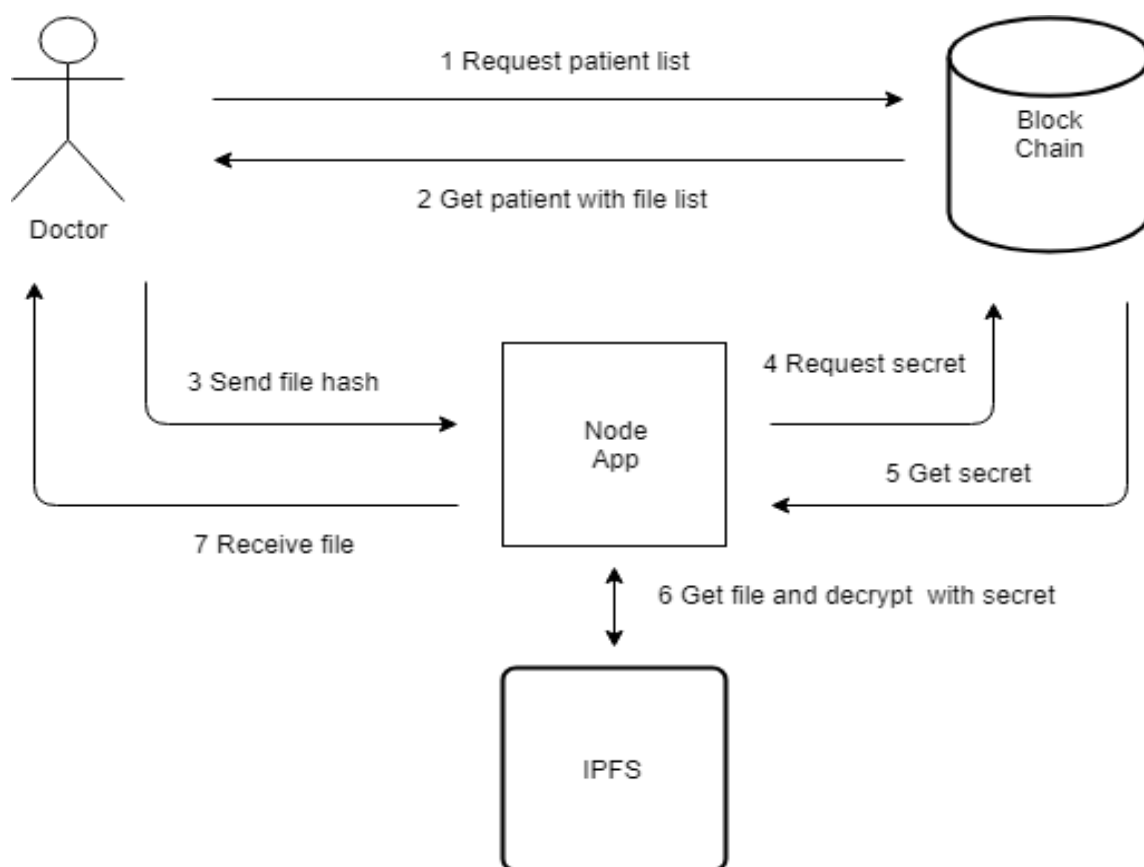 1 Request patient list
Block
Chain
2 Get patient with file list
Doctor
3 Send file hash
4 Request secret
Node
App
5 Get secret
7 Receive file
6 Get file and decrypt  with secret
IPFS